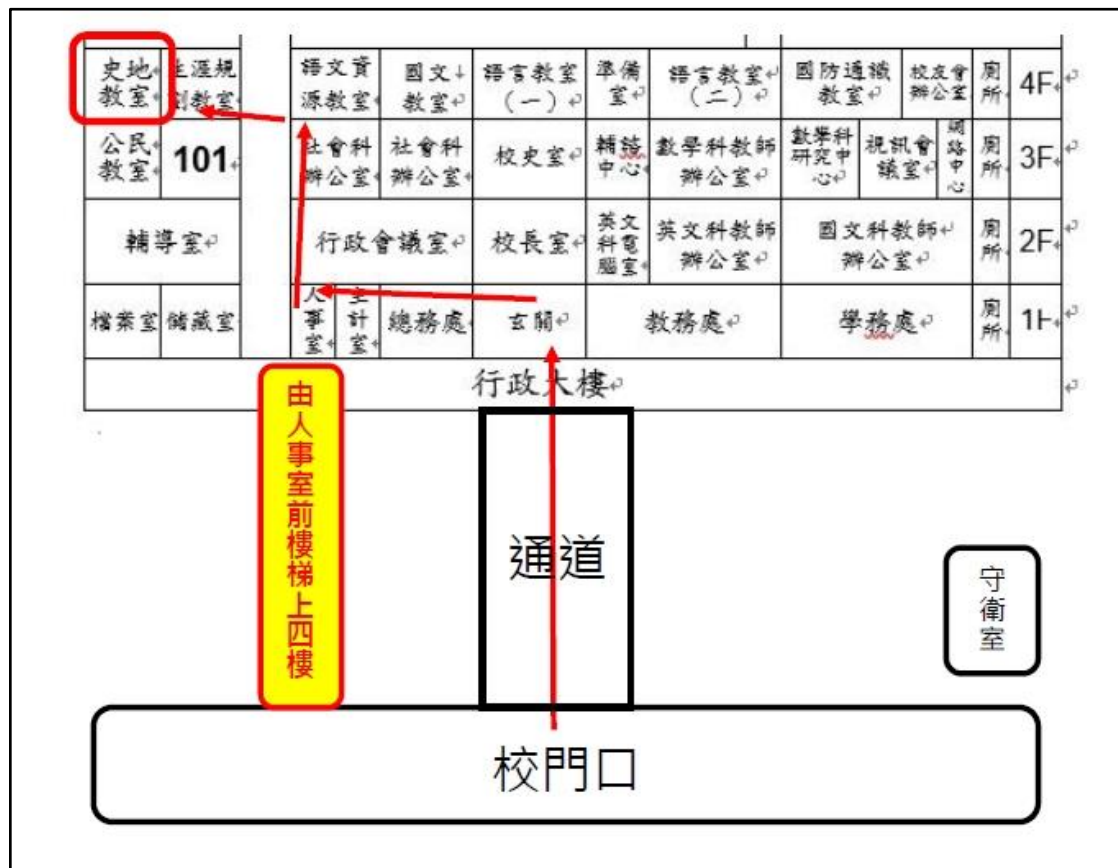 史地教室 生涯規劃教室 語文資源教室 國文教室 語言教室(一) 準備室 語言教室(二) 國防通識教室 校友會辦公室 廁所 4F
公民教室 101 社會科辦公室 社會科辦公室 校史室 輔諮中心 數學科教師辦公室 數學科研究中心 視訊會議室 網路中心 廁所 3F
輔導室 行政會議室 校長室 英文科電腦室 英文科教師辦公室 國文科教師辦公室 廁所 2F
檔案室 儲藏室 人事室 主計室 總務處 玄關 教務處 學務處 廁所 1F
行政大樓
由人事室前樓梯上四樓
通道
守衛室
校門口